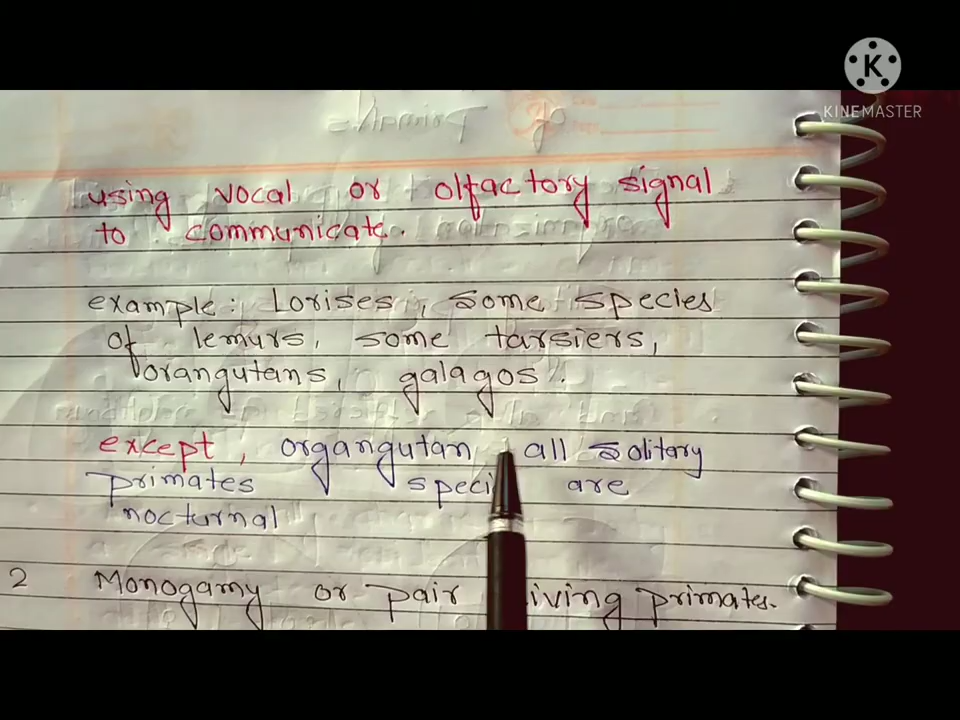 KINEMASTER
using vocal or olfactory signal
to communicate.
example: Lorises, some species
of lemurs, some tarsiers,
orangutans, galagos.
except, organgutan all solitary
primates speci are
nocturnal
2 Monogamy or pair living primates.